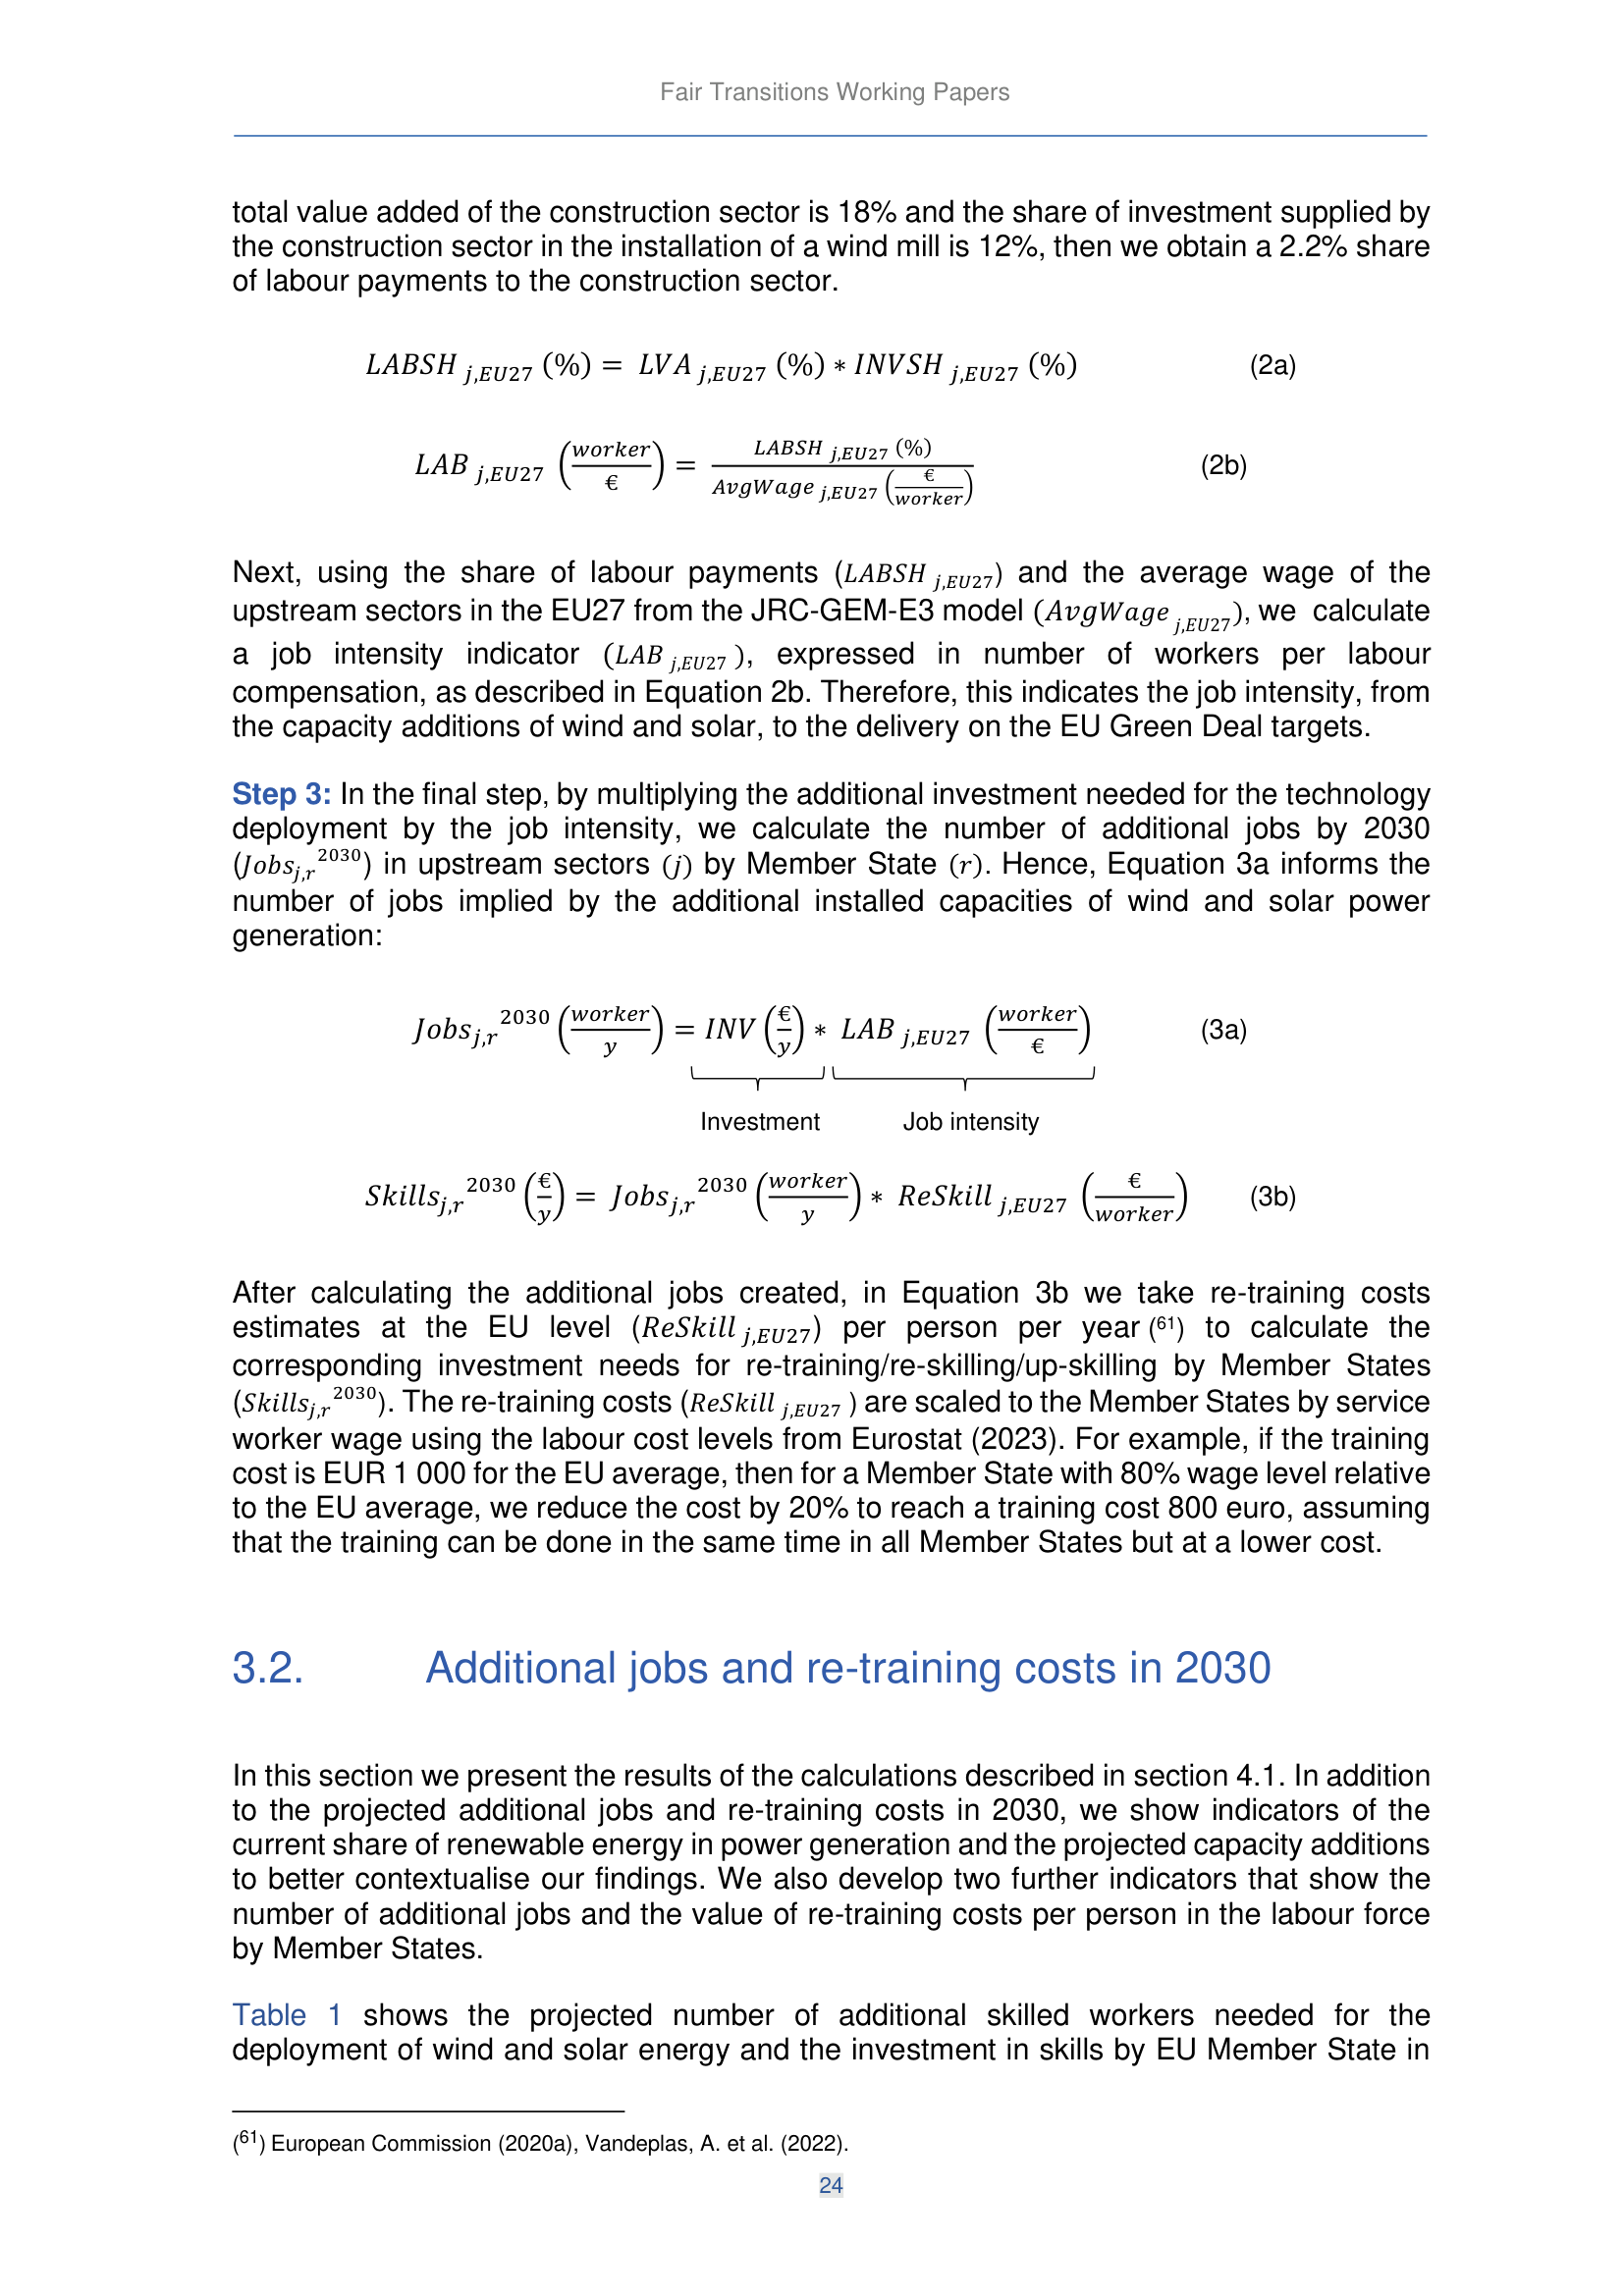 Fair Transitions Working Papers
total value added of the construction sector is 18% and the share of investment supplied by
the construction sector in the installation of a wind mill is 12%, then we obtain a 2.2% share
of labour payments to the construction sector.
LABSH j,EU27 (%) = LVA j,EU27 (%) * INVSH j,EU27 (%) (2a)
LAB j,EU27 (worker/€) = LABSH j,EU27 (%) / AvgWage j,EU27 (€/worker) (2b)
Next, using the share of labour payments (LABSH j,EU27) and the average wage of the
upstream sectors in the EU27 from the JRC-GEM-E3 model (AvgWage j,EU27), we calculate
a job intensity indicator (LAB j,EU27 ), expressed in number of workers per labour
compensation, as described in Equation 2b. Therefore, this indicates the job intensity, from
the capacity additions of wind and solar, to the delivery on the EU Green Deal targets.
Step 3: In the final step, by multiplying the additional investment needed for the technology
deployment by the job intensity, we calculate the number of additional jobs by 2030
(Jobsj,r 2030) in upstream sectors (j) by Member State (r). Hence, Equation 3a informs the
number of jobs implied by the additional installed capacities of wind and solar power
generation:
Jobsj,r 2030 (worker/y) = INV (€/y) * LAB j,EU27 (worker/€) (3a)
Investment Job intensity
Skillsj,r 2030 (€/y) = Jobsj,r 2030 (worker/y) * ReSkill j,EU27 (€/worker) (3b)
After calculating the additional jobs created, in Equation 3b we take re-training costs
estimates at the EU level (ReSkill j,EU27) per person per year (61) to calculate the
corresponding investment needs for re-training/re-skilling/up-skilling by Member States
(Skillsj,r 2030). The re-training costs (ReSkill j,EU27 ) are scaled to the Member States by service
worker wage using the labour cost levels from Eurostat (2023). For example, if the training
cost is EUR 1 000 for the EU average, then for a Member State with 80% wage level relative
to the EU average, we reduce the cost by 20% to reach a training cost 800 euro, assuming
that the training can be done in the same time in all Member States but at a lower cost.
3.2. Additional jobs and re-training costs in 2030
In this section we present the results of the calculations described in section 4.1. In addition
to the projected additional jobs and re-training costs in 2030, we show indicators of the
current share of renewable energy in power generation and the projected capacity additions
to better contextualise our findings. We also develop two further indicators that show the
number of additional jobs and the value of re-training costs per person in the labour force
by Member States.
Table 1 shows the projected number of additional skilled workers needed for the
deployment of wind and solar energy and the investment in skills by EU Member State in
(61) European Commission (2020a), Vandeplas, A. et al. (2022).
24